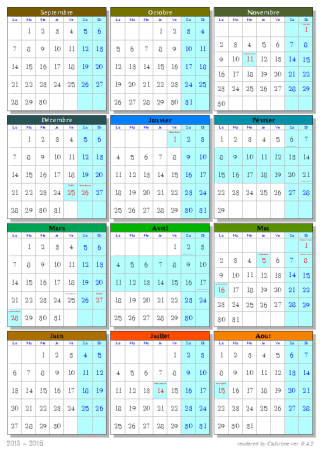 Septembre
Lu Ma Me Je Ve Sa Di
1 2 3 4 5 6
7 8 9 10 11 12 13
14 15 16 17 18 19 20
21 22 23 24 25 26 27
28 29 30
Octobre
Lu Ma Me Je Ve Sa Di
1 2 3 4
5 6 7 8 9 10 11
12 13 14 15 16 17 18
19 20 21 22 23 24 25
26 27 28 29 30 31
Novembre
Lu Ma Me Je Ve Sa Di
1
2 3 4 5 6 7 8
9 10 11 12 13 14 15
16 17 18 19 20 21 22
23 24 25 26 27 28 29
30
Décembre
Lu Ma Me Je Ve Sa Di
1 2 3 4 5 6
7 8 9 10 11 12 13
14 15 16 17 18 19 20
21 22 23 24 25 26 27
28 29 30 31
Janvier
Lu Ma Me Je Ve Sa Di
1 2 3
4 5 6 7 8 9 10
11 12 13 14 15 16 17
18 19 20 21 22 23 24
25 26 27 28 29 30 31
Février
Lu Ma Me Je Ve Sa Di
1 2 3 4 5 6 7
8 9 10 11 12 13 14
15 16 17 18 19 20 21
22 23 24 25 26 27 28
29
Mars
Lu Ma Me Je Ve Sa Di
1 2 3 4 5 6
7 8 9 10 11 12 13
14 15 16 17 18 19 20
21 22 23 24 25 26 27
28 29 30 31
Avril
Lu Ma Me Je Ve Sa Di
1 2 3
4 5 6 7 8 9 10
11 12 13 14 15 16 17
18 19 20 21 22 23 24
25 26 27 28 29 30
Mai
Lu Ma Me Je Ve Sa Di
1
2 3 4 5 6 7 8
9 10 11 12 13 14 15
16 17 18 19 20 21 22
23 24 25 26 27 28 29
30 31
Juin
Lu Ma Me Je Ve Sa Di
1 2 3 4 5
6 7 8 9 10 11 12
13 14 15 16 17 18 19
20 21 22 23 24 25 26
27 28 29 30
Juillet
Lu Ma Me Je Ve Sa Di
1 2 3
4 5 6 7 8 9 10
11 12 13 14 15 16 17
18 19 20 21 22 23 24
25 26 27 28 29 30 31
Aout
Lu Ma Me Je Ve Sa Di
1 2 3 4 5 6 7
8 9 10 11 12 13 14
15 16 17 18 19 20 21
22 23 24 25 26 27 28
29 30 31
2015 – 2016 rendered by ver. 0.4.2